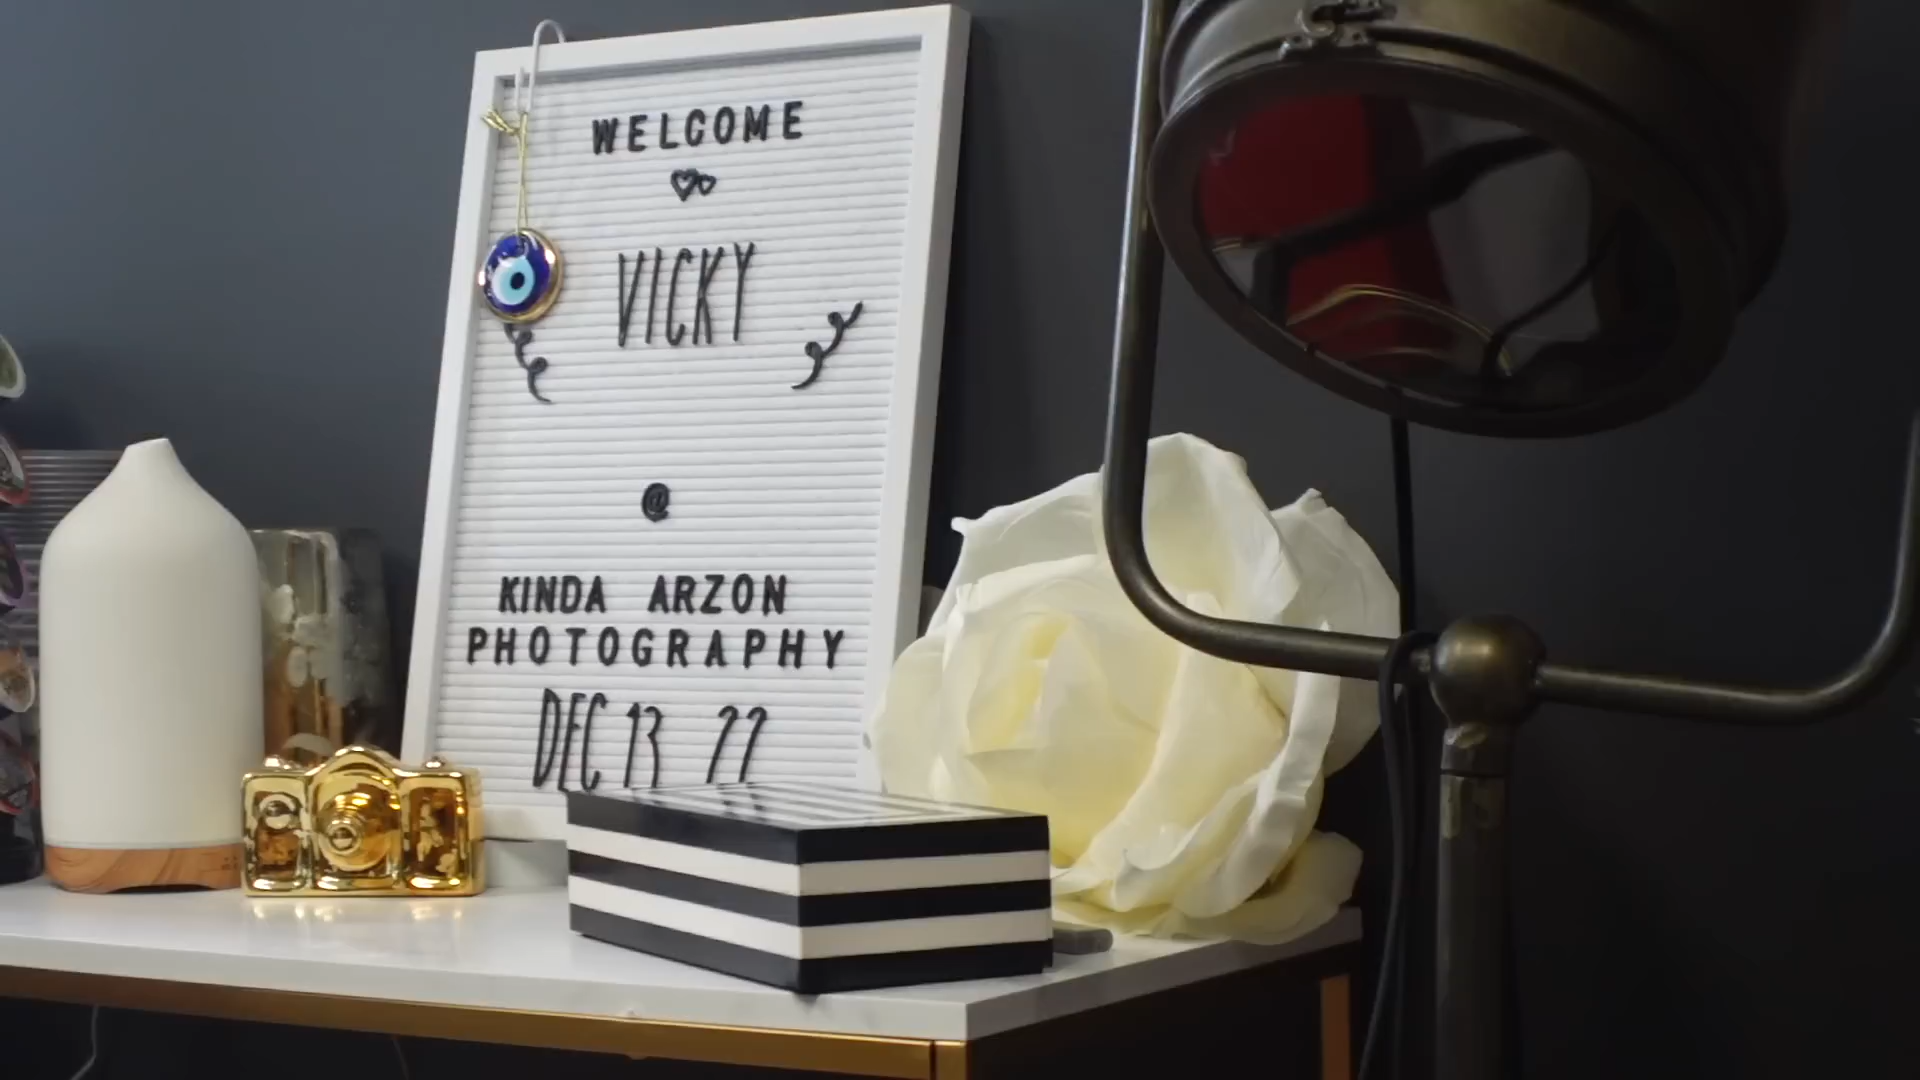 WELCOME
VICKY
@
KINDA ARZON
PHOTOGRAPHY
DEC 13 22